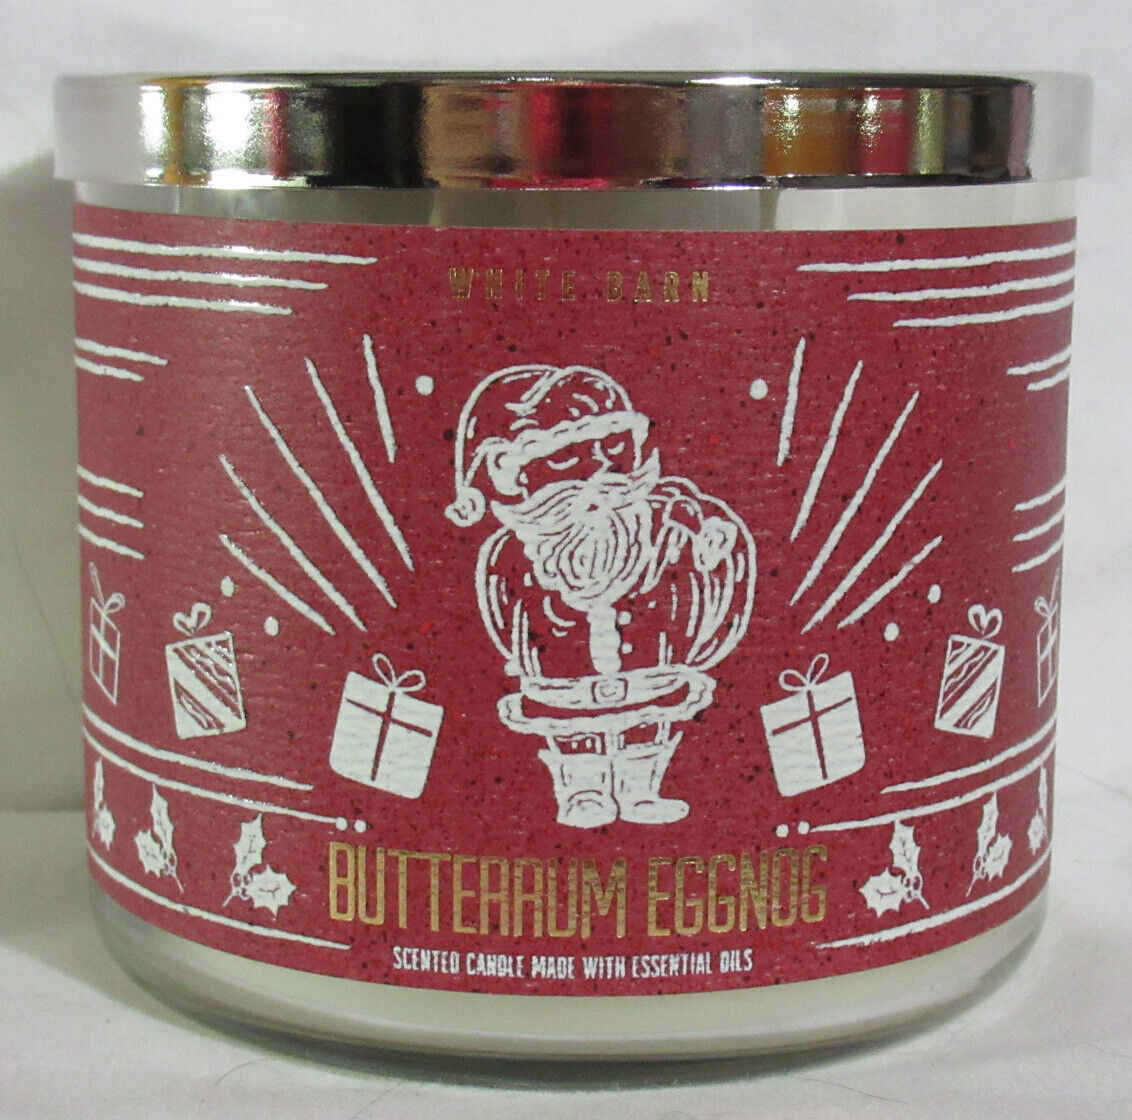 WHITE BARN
BUTTERRUM EGGNOG
SCENTED CANDLE MADE WITH ESSENTIAL OILS